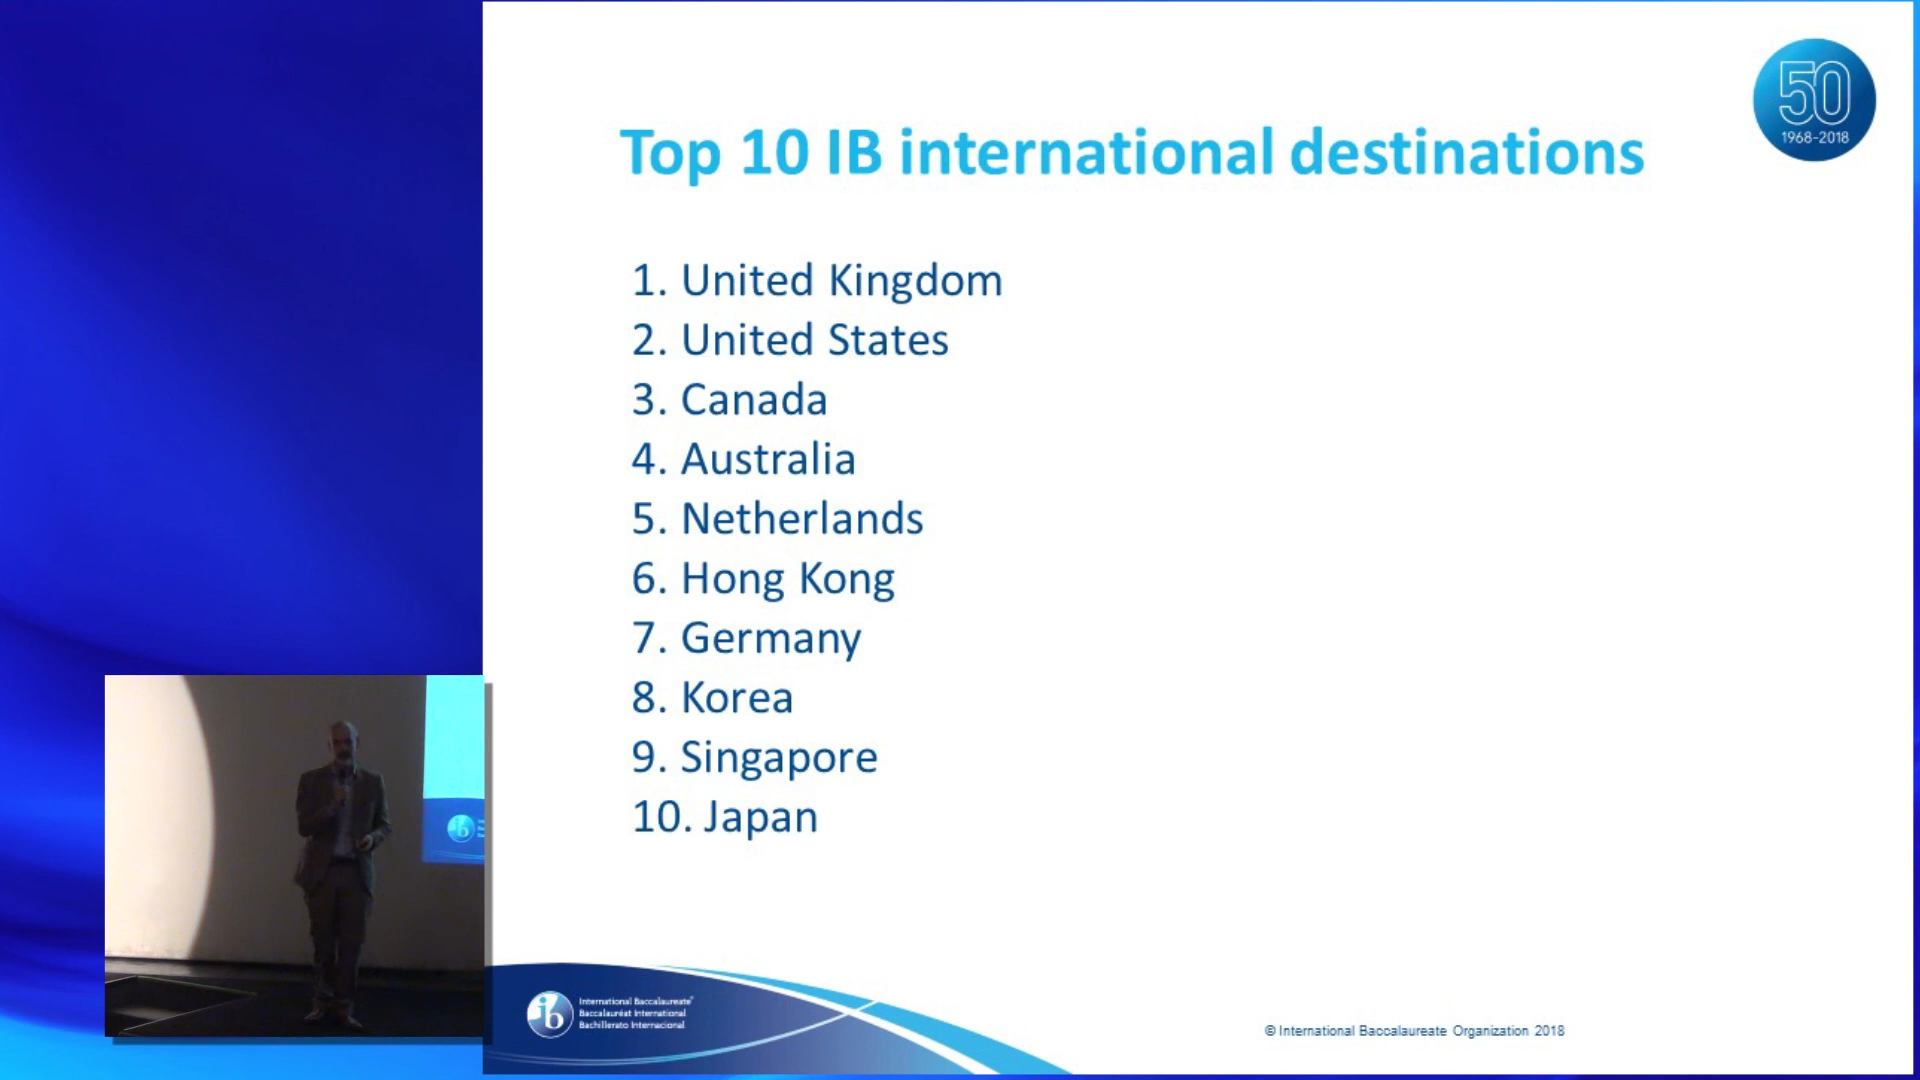 50
1968-2018
Top 10 IB international destinations
1. United Kingdom
2. United States
3. Canada
4. Australia
5. Netherlands
6. Hong Kong
7. Germany
8. Korea
9. Singapore
10. Japan
ib
ib
International Baccalaureate®
Baccalauréat International
Bachillerato Internacional
© International Baccalaureate Organization 2018